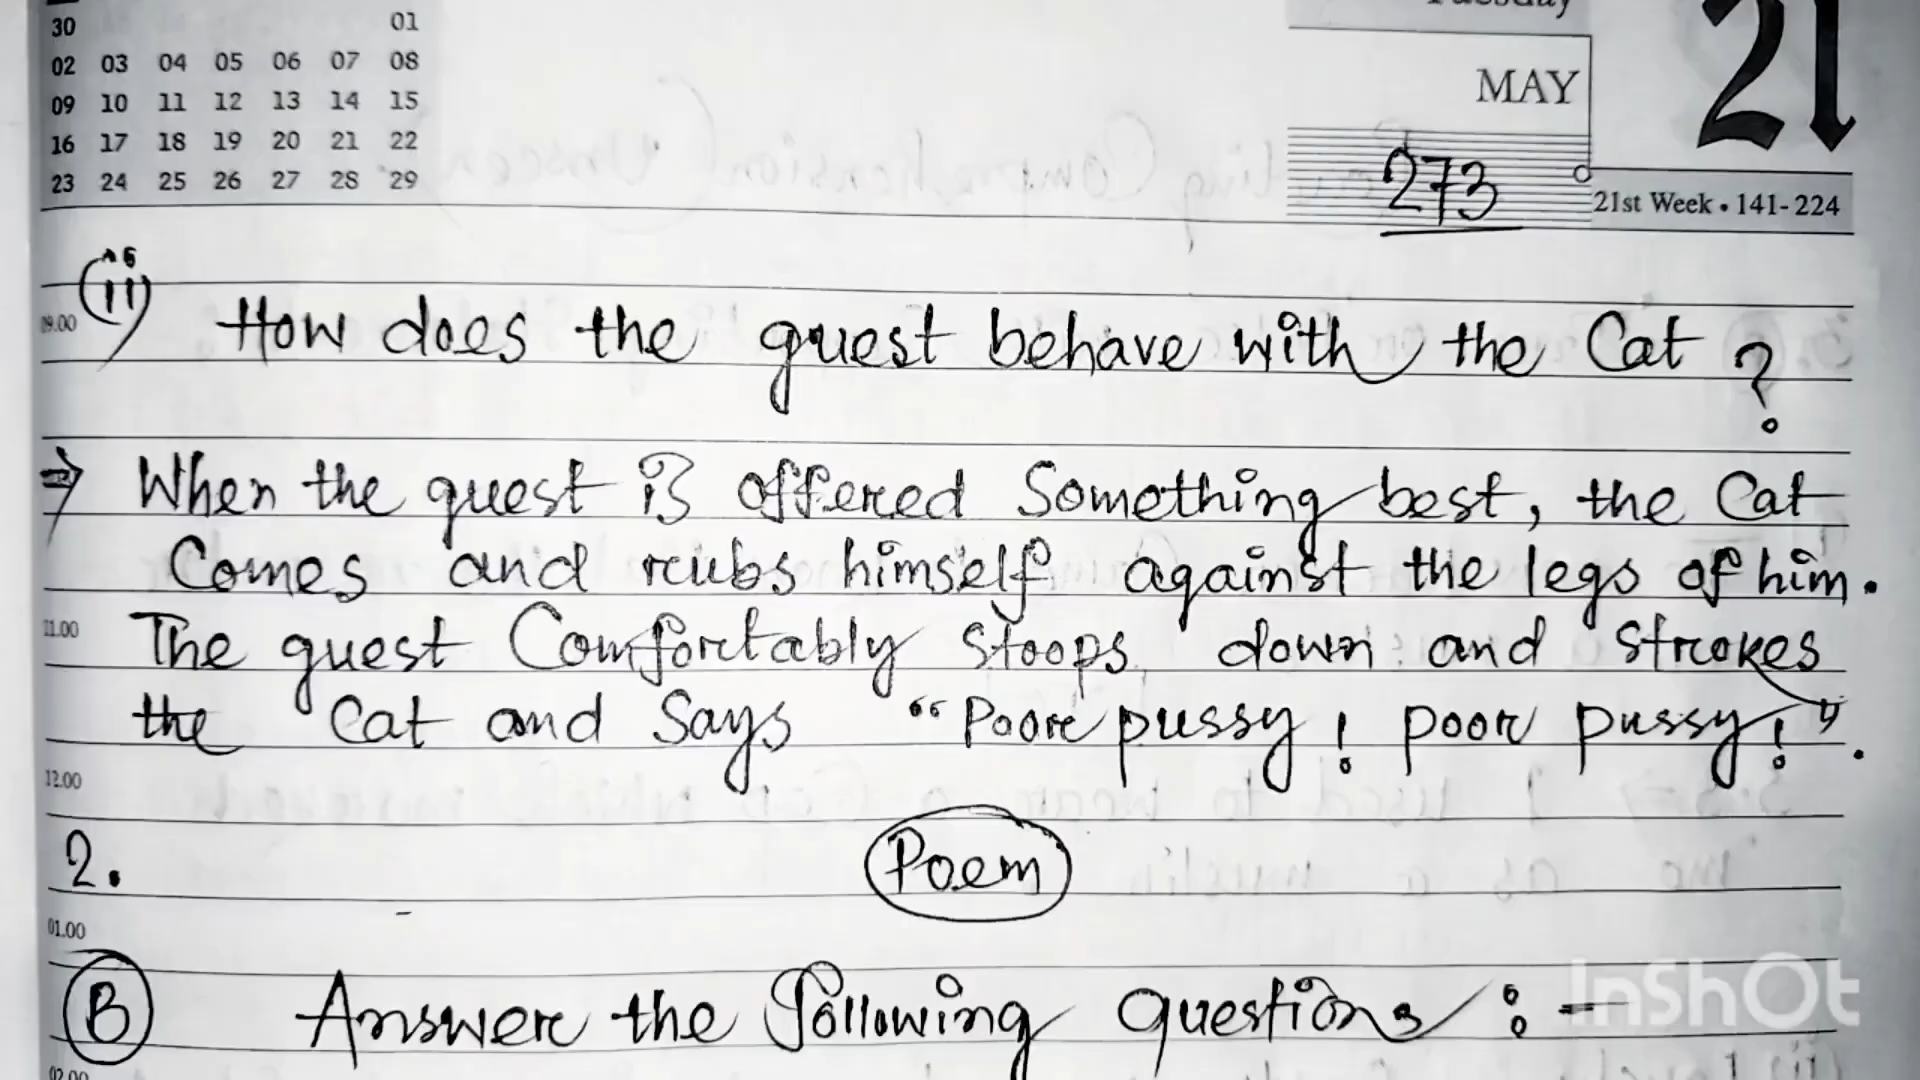 30 01
02 03 04 05 06 07 08
09 10 11 12 13 14 15
16 17 18 19 20 21 22
23 24 25 26 27 28 29
Tuesday
MAY
21
273
21st Week • 141-224
(ii)
09.00
How does the guest behave with the Cat ?
⇒ When the guest is offered Something best, the Cat
Comes and rubs himself against the legs of him.
11.00
The guest Comfortably stoops down and strokes
the Cat and Says "Poor pussy! poor pussy!".
12.00
2. Poem
01.00
B Answer the following questions :-
02.00
InShOt